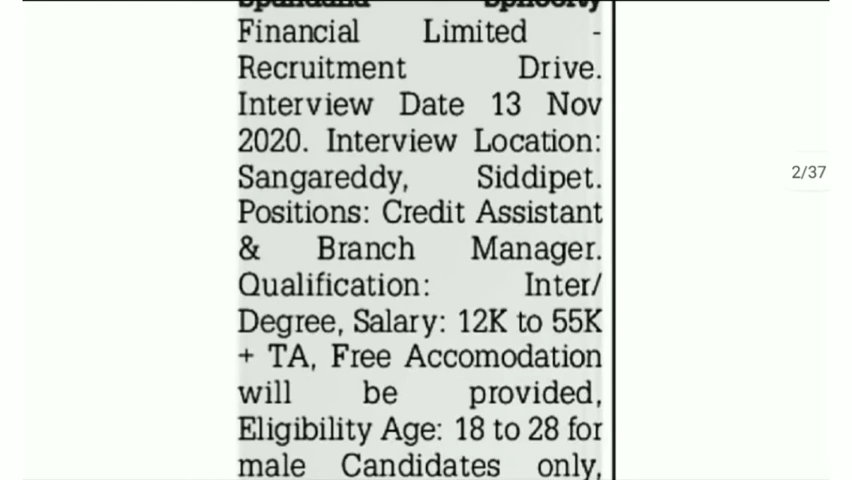 Financial Limited -
Recruitment Drive.
Interview Date 13 Nov
2020. Interview Location:
Sangareddy, Siddipet.
Positions: Credit Assistant
& Branch Manager.
Qualification: Inter/
Degree, Salary: 12K to 55K
+ TA, Free Accomodation
will be provided,
Eligibility Age: 18 to 28 for
male Candidates only,
2/37